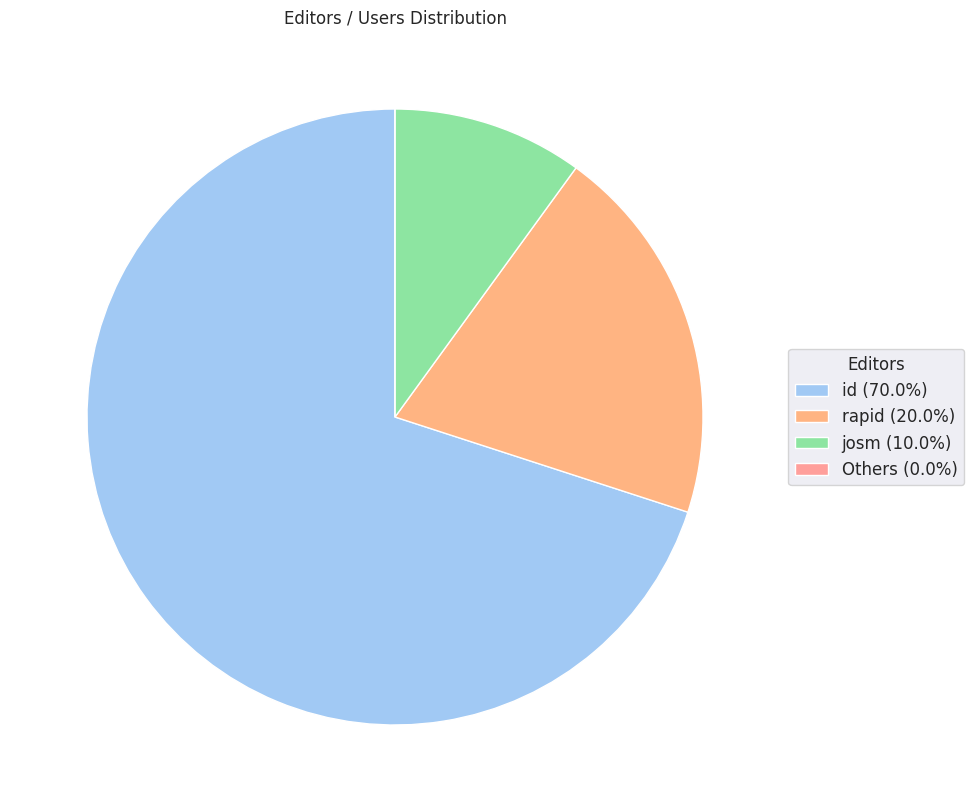 Editors / Users Distribution
Editors
id (70.0%)
rapid (20.0%)
josm (10.0%)
Others (0.0%)